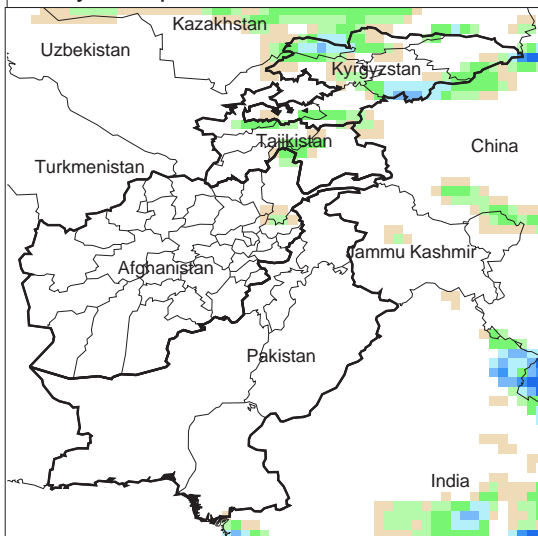 Kazakhstan
Uzbekistan
Kyrgyzstan
Tajikistan
China
Turkmenistan
Jammu Kashmir
Afghanistan
Pakistan
India